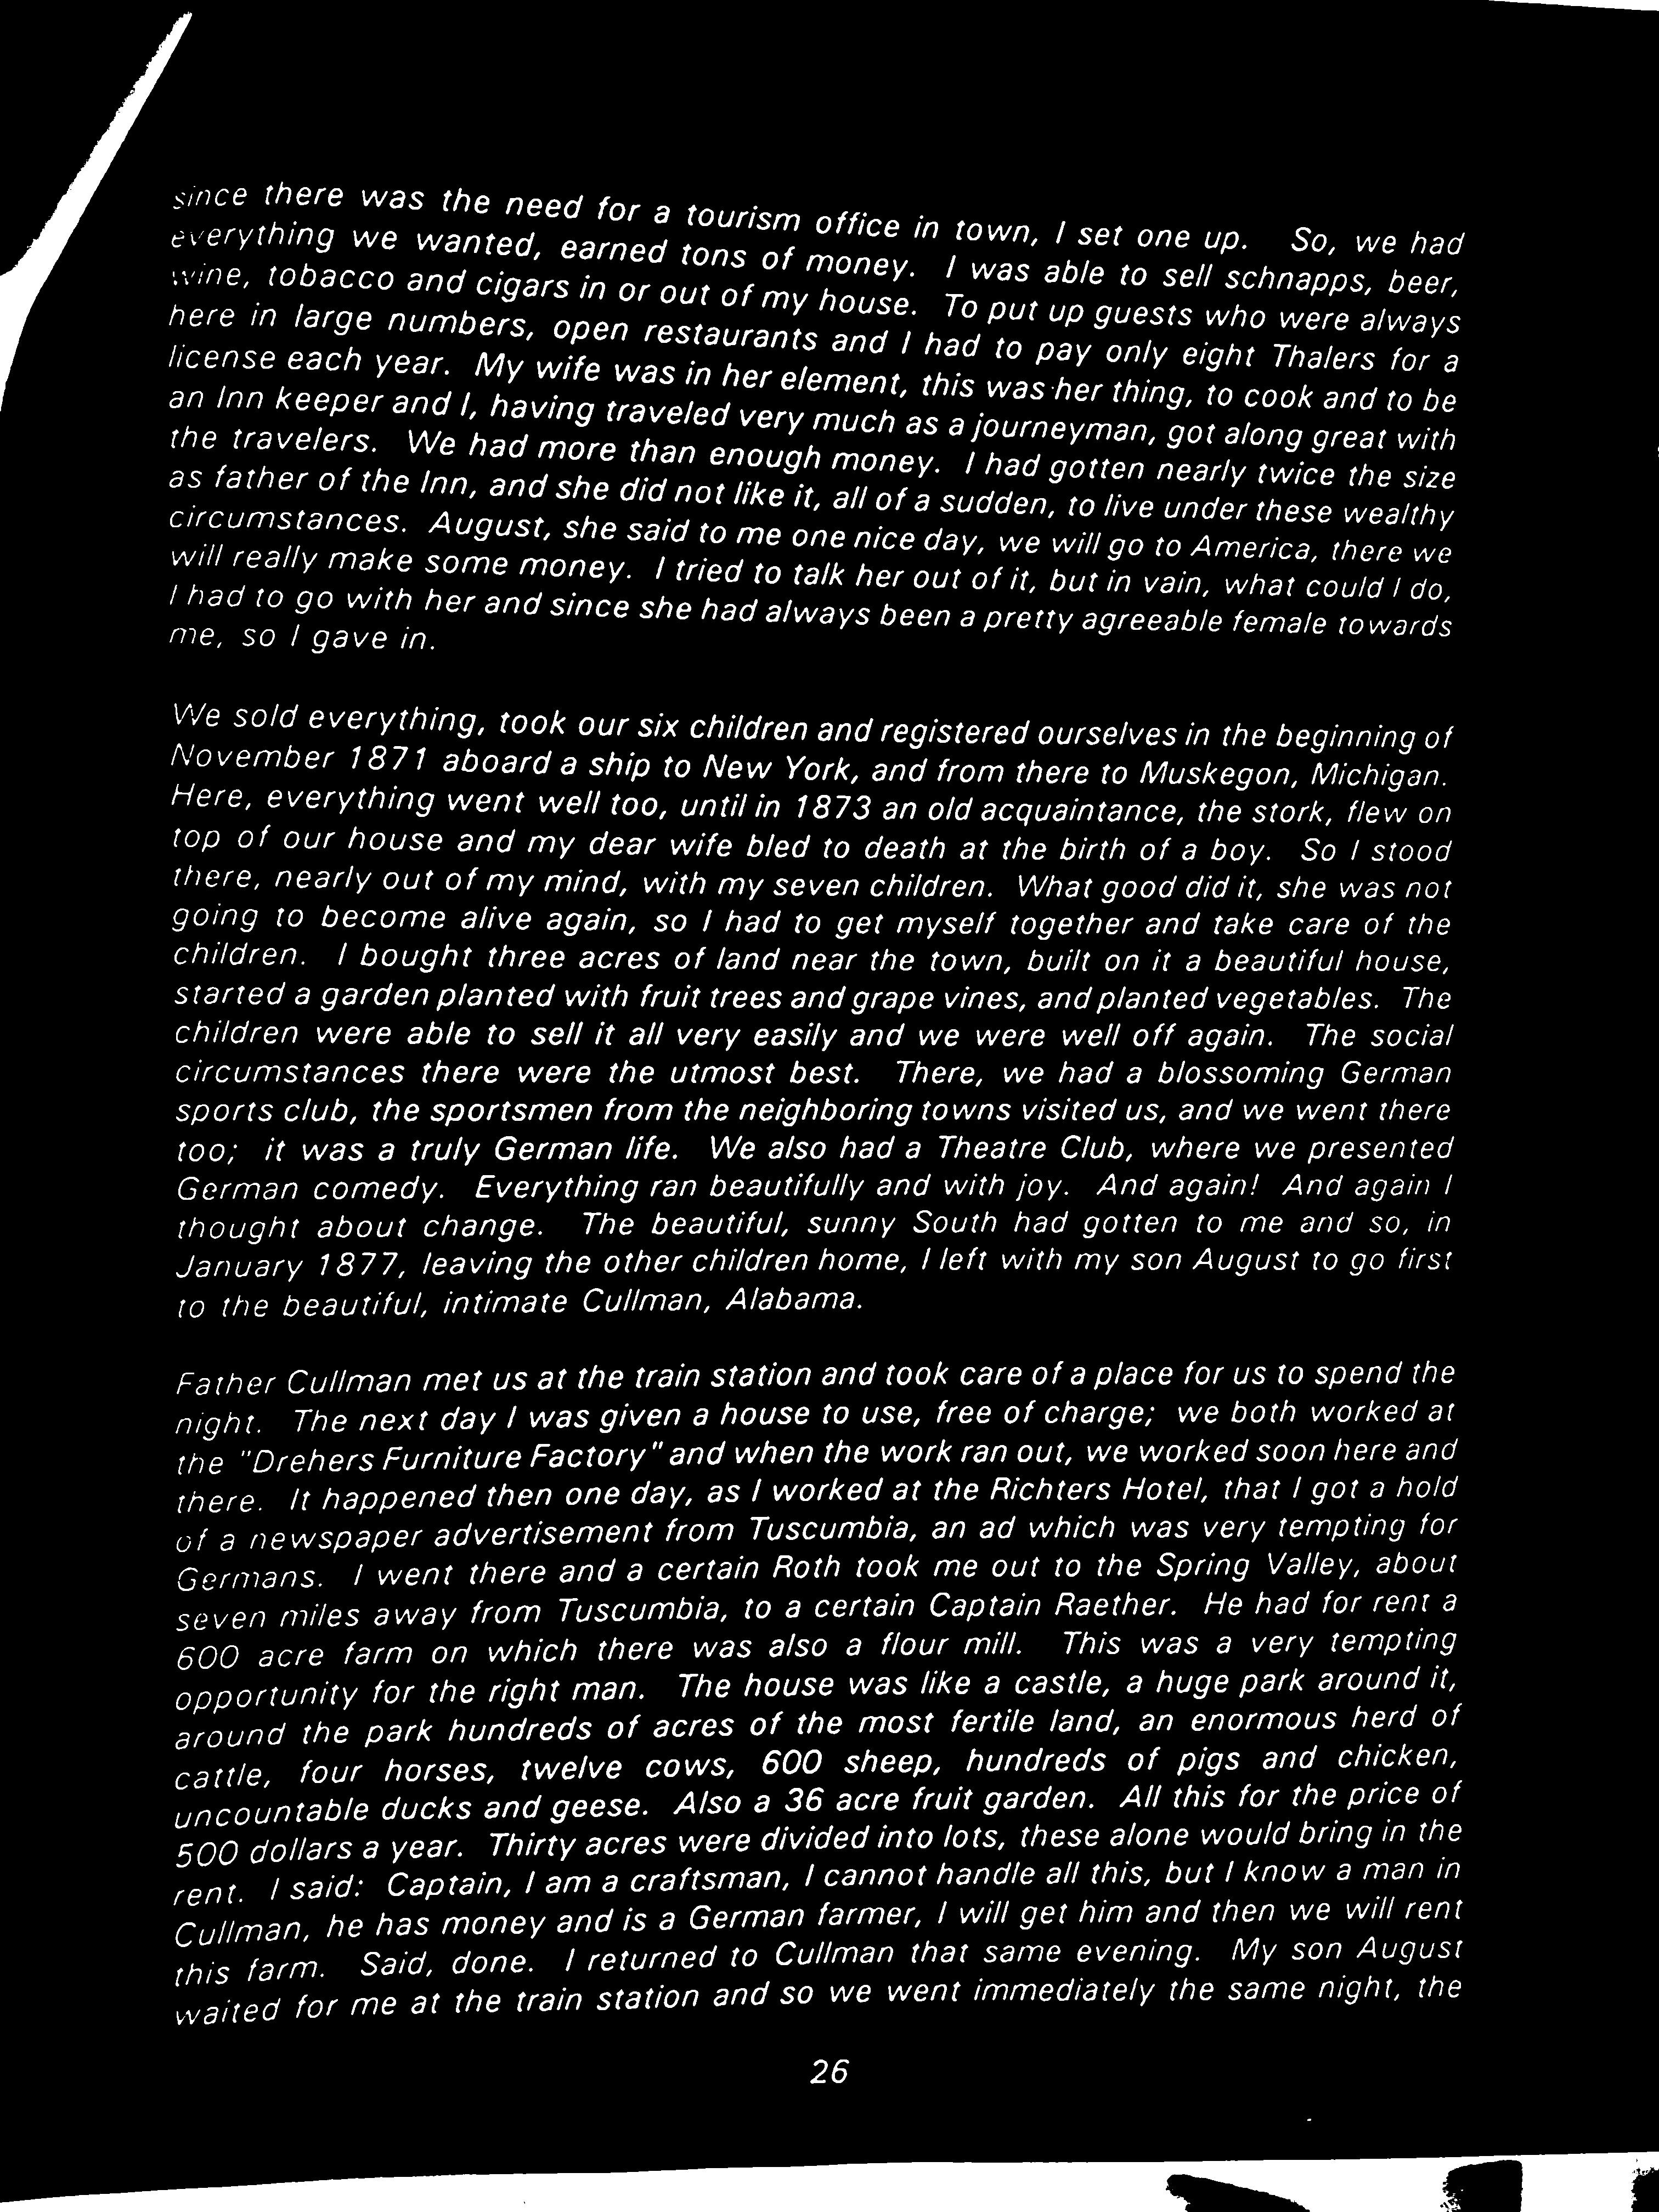 since there was the need for a tourism office in town, I set one up. So, we had
everything we wanted, earned tons of money. I was able to sell schnapps, beer,
wine, tobacco and cigars in or out of my house. To put up guests who were always
here in large numbers, open restaurants and I had to pay only eight Thalers for a
license each year. My wife was in her element, this was her thing, to cook and to be
an Inn keeper and I, having traveled very much as a journeyman, got along great with
the travelers. We had more than enough money. I had gotten nearly twice the size
as father of the Inn, and she did not like it, all of a sudden, to live under these wealthy
circumstances. August, she said to me one nice day, we will go to America, there we
will really make some money. I tried to talk her out of it, but in vain, what could I do,
I had to go with her and since she had always been a pretty agreeable female towards
me, so I gave in.
We sold everything, took our six children and registered ourselves in the beginning of
November 1871 aboard a ship to New York, and from there to Muskegon, Michigan.
Here, everything went well too, until in 1873 an old acquaintance, the stork, flew on
top of our house and my dear wife bled to death at the birth of a boy. So I stood
there, nearly out of my mind, with my seven children. What good did it, she was not
going to become alive again, so I had to get myself together and take care of the
children. I bought three acres of land near the town, built on it a beautiful house,
started a garden planted with fruit trees and grape vines, and planted vegetables. The
children were able to sell it all very easily and we were well off again. The social
circumstances there were the utmost best. There, we had a blossoming German
sports club, the sportsmen from the neighboring towns visited us, and we went there
too; it was a truly German life. We also had a Theatre Club, where we presented
German comedy. Everything ran beautifully and with joy. And again! And again I
thought about change. The beautiful, sunny South had gotten to me and so, in
January 1877, leaving the other children home, I left with my son August to go first
to the beautiful, intimate Cullman, Alabama.
Father Cullman met us at the train station and took care of a place for us to spend the
night. The next day I was given a house to use, free of charge; we both worked at
the "Drehers Furniture Factory" and when the work ran out, we worked soon here and
there. It happened then one day, as I worked at the Richters Hotel, that I got a hold
of a newspaper advertisement from Tuscumbia, an ad which was very tempting for
Germans. I went there and a certain Roth took me out to the Spring Valley, about
seven miles away from Tuscumbia, to a certain Captain Raether. He had for rent a
600 acre farm on which there was also a flour mill. This was a very tempting
opportunity for the right man. The house was like a castle, a huge park around it,
around the park hundreds of acres of the most fertile land, an enormous herd of
cattle, four horses, twelve cows, 600 sheep, hundreds of pigs and chicken,
uncountable ducks and geese. Also a 36 acre fruit garden. All this for the price of
500 dollars a year. Thirty acres were divided into lots, these alone would bring in the
rent. I said: Captain, I am a craftsman, I cannot handle all this, but I know a man in
Cullman, he has money and is a German farmer, I will get him and then we will rent
this farm. Said, done. I returned to Cullman that same evening. My son August
waited for me at the train station and so we went immediately the same night, the
26